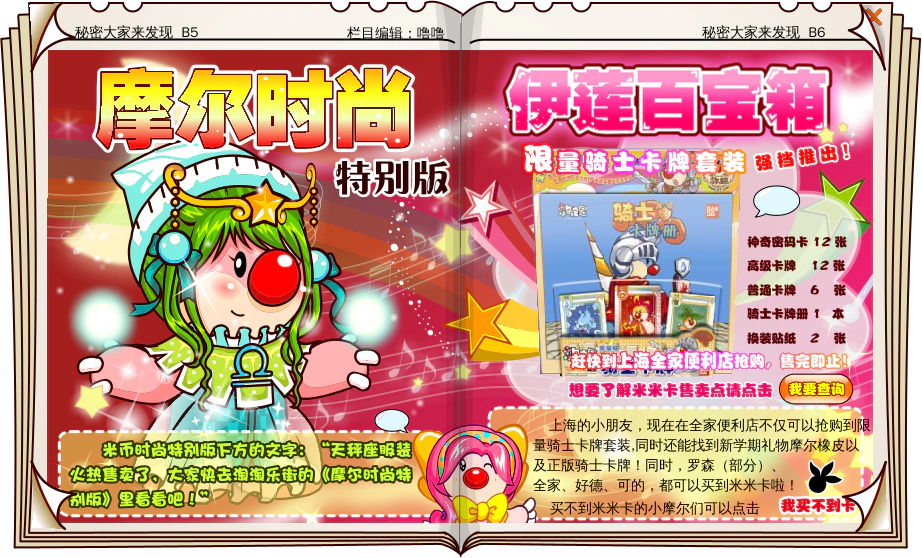 秘密大家来发现 B5
栏目编辑：噜噜
摩尔时尚
特别版
米币时尚特别版下方的文字：“天秤座服装
火热售卖了，大家快去淘淘乐街的《摩尔时尚特
别版》里看看吧！”
秘密大家来发现 B6
伊莲百宝箱
限量骑士卡牌套装 强档推出！
骑士
卡牌册
神奇密码卡 12 张
高级卡牌 12 张
普通卡牌 6 张
骑士卡牌册 1 本
换装贴纸 2 张
赶快到上海全家便利店抢购，售完即止！
想要了解米米卡售卖点请点击 我要查询
上海的小朋友，现在在全家便利店不仅可以抢购到限
量骑士卡牌套装,同时还能找到新学期礼物摩尔橡皮以
及正版骑士卡牌！同时，罗森（部分）、
全家、好德、可的，都可以买到米米卡啦！
买不到米米卡的小摩尔们可以点击
我买不到卡